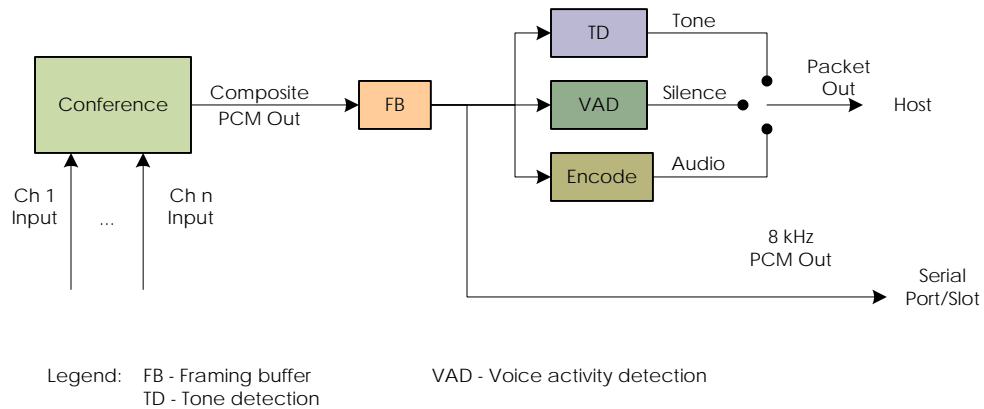 TD
Tone
Conference
Composite
PCM Out
FB
VAD
Silence
Packet
Out
Host
Encode
Audio
Ch 1
Input
...
Ch n
Input
8 kHz
PCM Out
Serial
Port/Slot
Legend: FB - Framing buffer
TD - Tone detection
VAD - Voice activity detection